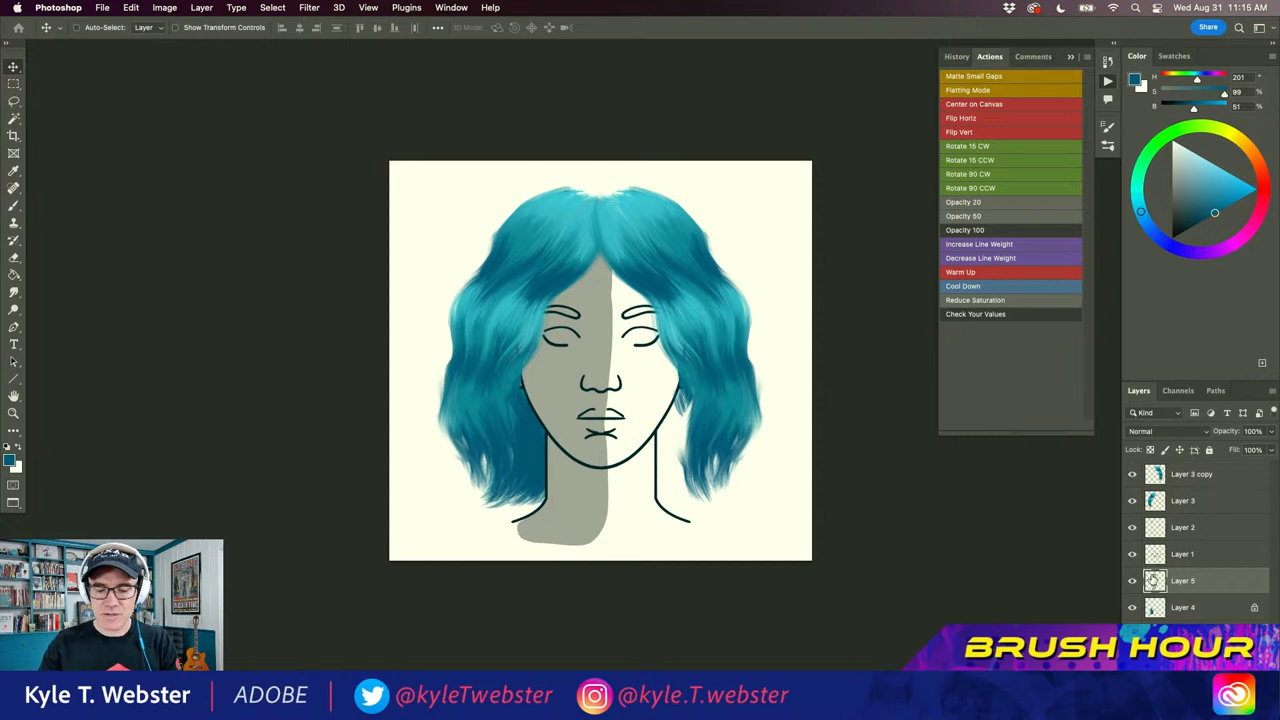 Photoshop File Edit Image Layer Type Select Filter 3D View Plugins Window Help
Wed Aug 31 11:15 AM
Auto-Select: Layer Show Transform Controls
3D Mode:
Share
History Actions Comments
Matte Small Gaps
Flatting Mode
Center on Canvas
Flip Horiz
Flip Vert
Rotate 15 CW
Rotate 15 CCW
Rotate 90 CW
Rotate 90 CCW
Opacity 20
Opacity 50
Opacity 100
Increase Line Weight
Decrease Line Weight
Warm Up
Cool Down
Reduce Saturation
Check Your Values
Color Swatches
H 201 °
S 99 %
B 51 %
Layers Channels Paths
Kind
Normal Opacity: 100%
Lock: Fill: 100%
Layer 3 copy
Layer 3
Layer 2
Layer 1
Layer 5
Layer 4
BRUSH HOUR
Kyle T. Webster | ADOBE | @kyleTwebster @kyle.T.webster